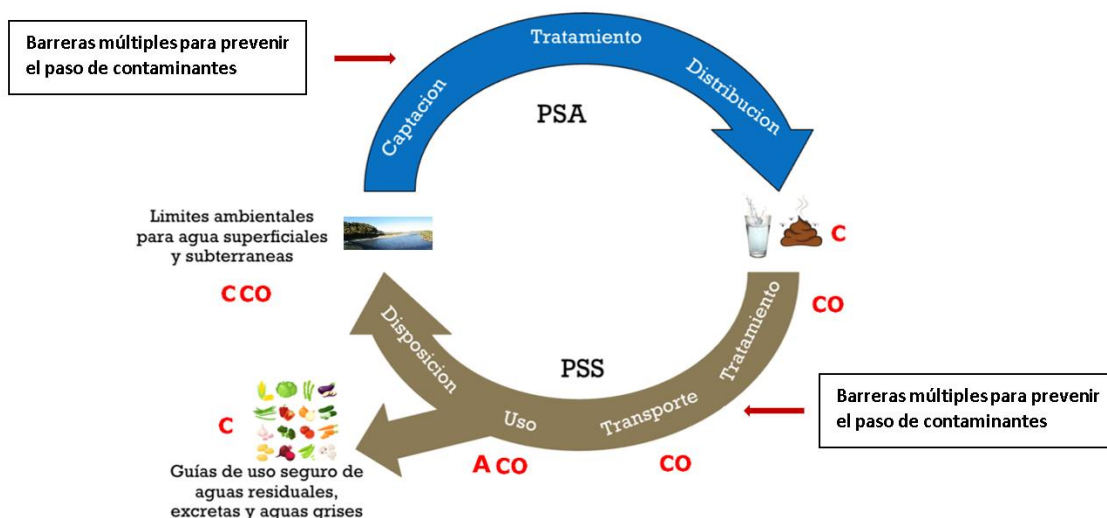 Barreras múltiples para prevenir
el paso de contaminantes
Captacion
Tratamiento
Distribucion
PSA
Limites ambientales
para agua superficiales
y subterraneas
C CO
C
CO
Tratamiento
Transporte
Uso
Disposicion
PSS
Barreras múltiples para prevenir
el paso de contaminantes
C
A CO
CO
Guías de uso seguro de
aguas residuales,
excretas y aguas grises